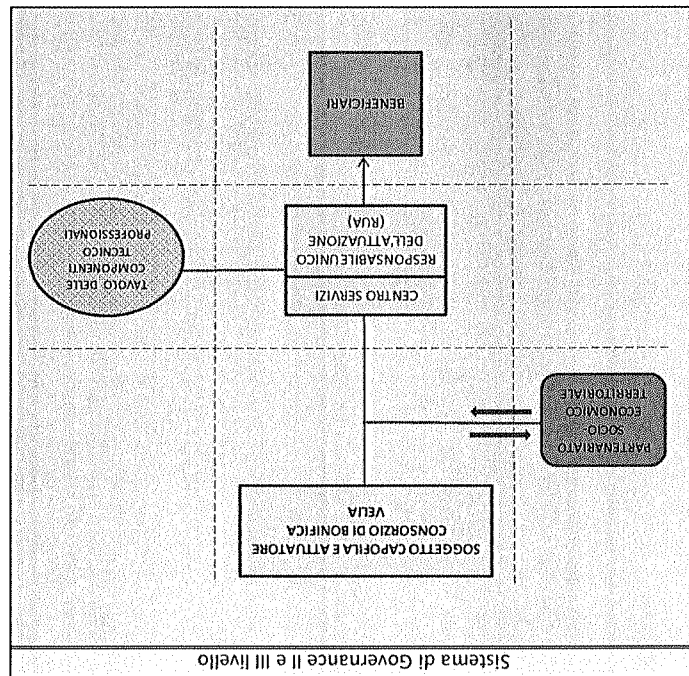 Sistema di Governance II e III livello
SOGGETTO CAPOFILA E ATTUATORE
CONSORZIO DI BONIFICA
VELIA
PARTENARIATO
SOCIO-
ECONOMICO
TERRITORIALE
CENTRO SERVIZI
RESPONSABILE UNICO
DELL'ATTUAZIONE
(RUA)
TAVOLO DELLE
COMPONENTI
TECNICO
PROFESSIONALI
BENEFICIARI